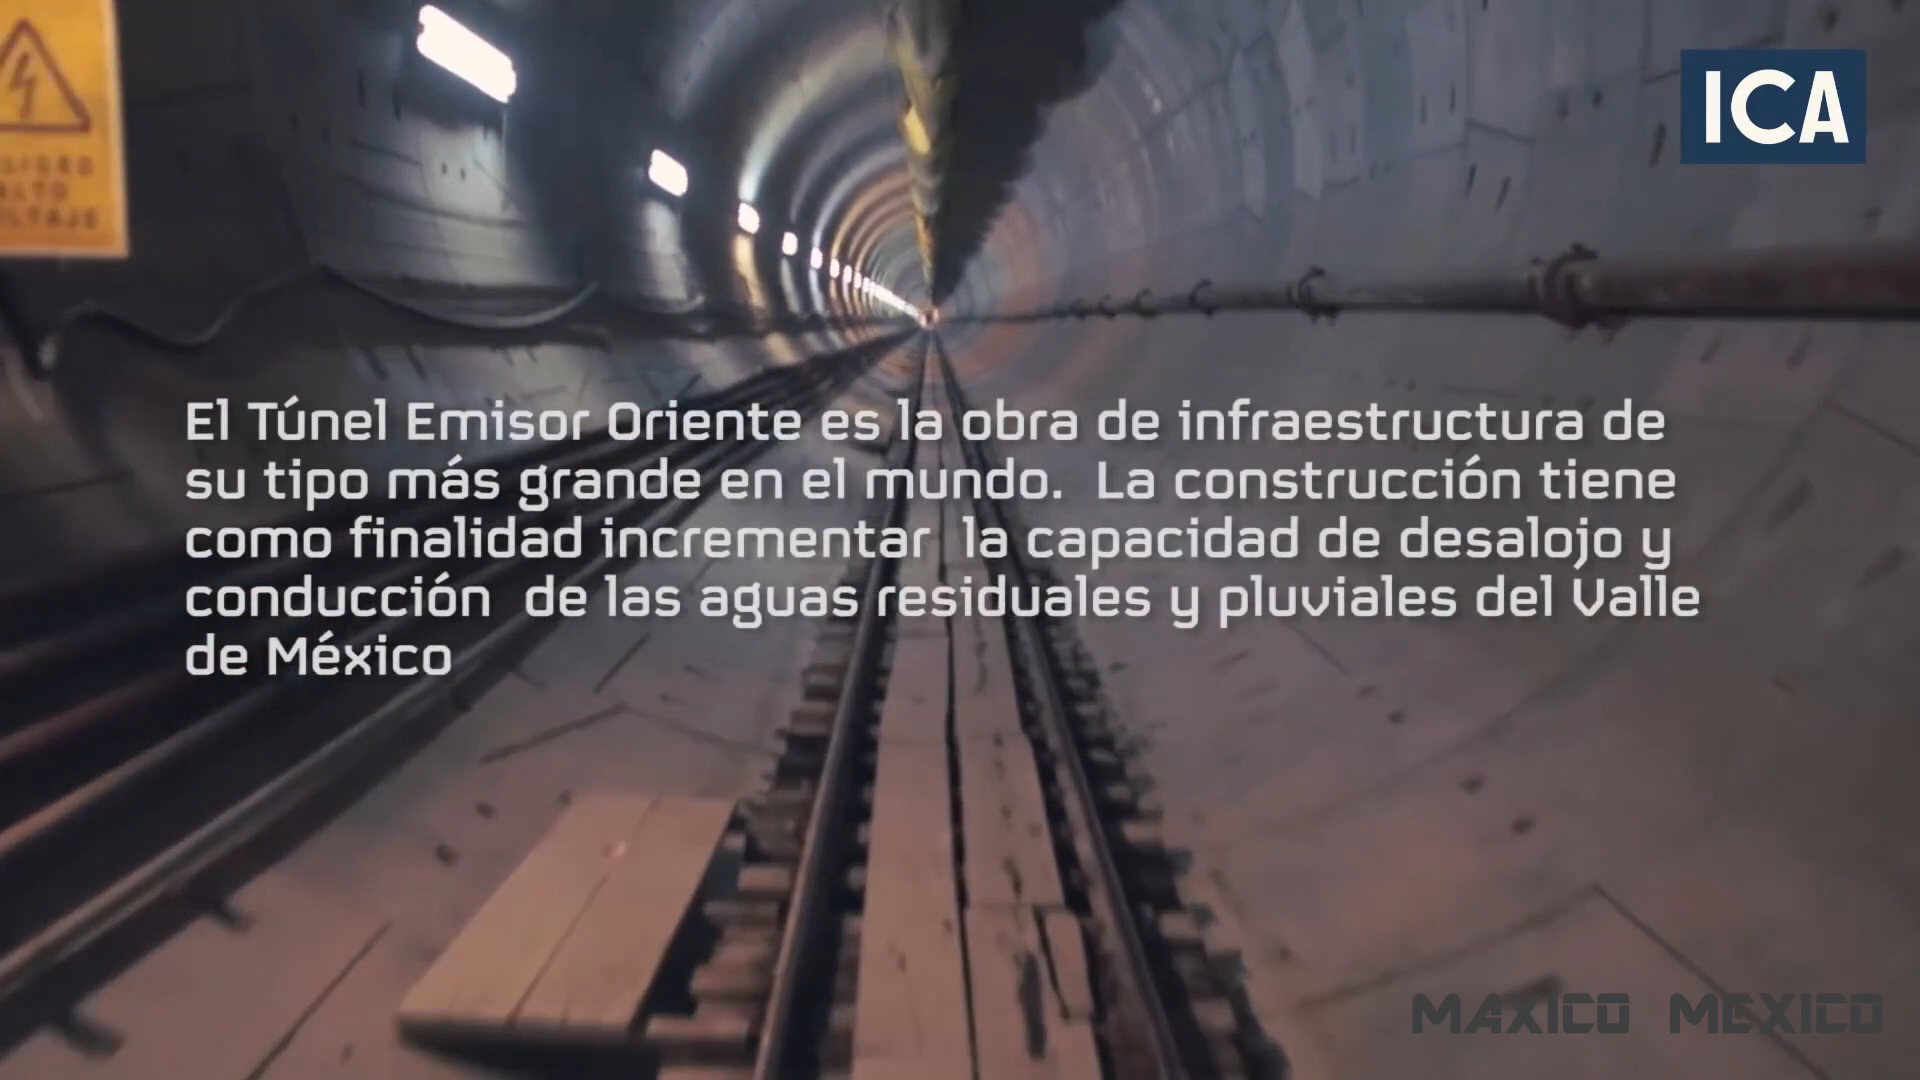 ICA
ALTO
El Túnel Emisor Oriente es la obra de infraestructura de
su tipo más grande en el mundo.  La construcción tiene
como finalidad incrementar  la capacidad de desalojo y
conducción  de las aguas residuales y pluviales del Valle
de México
MAXICO MEXICO